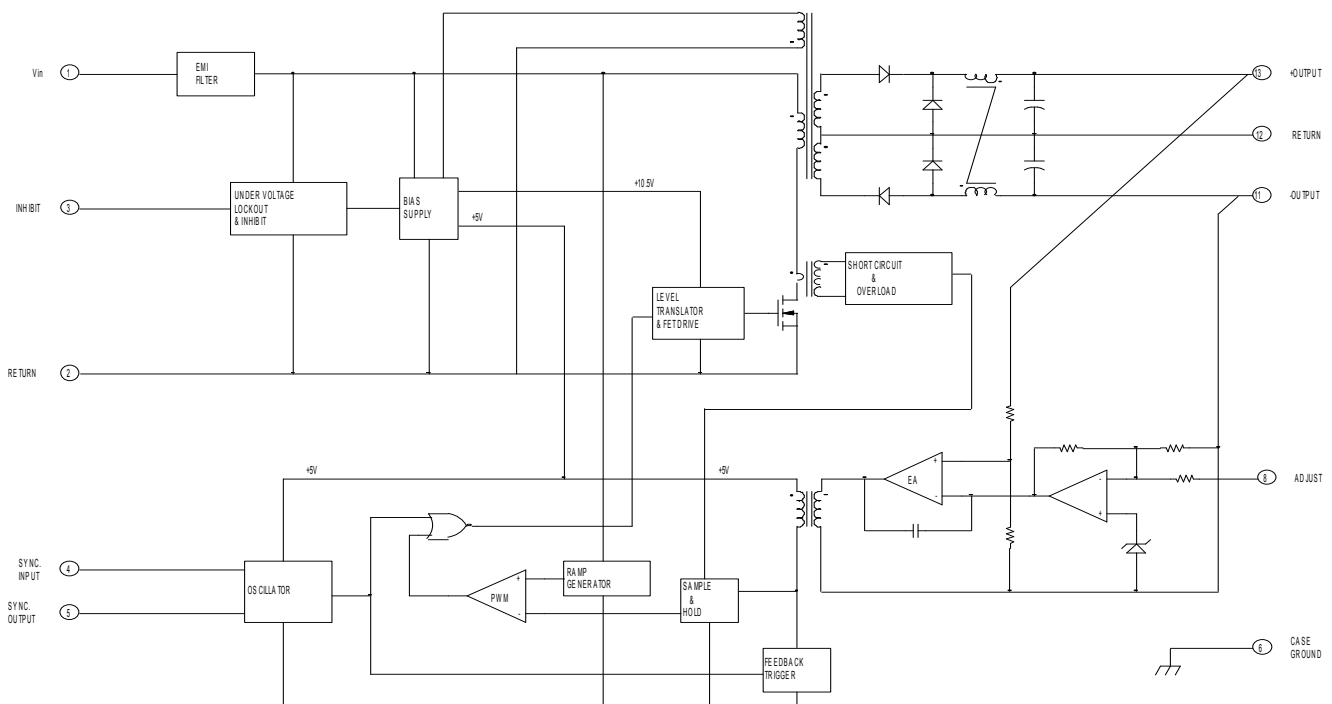 Vin
1
EMI
FILTER
13
+OUTPUT
12
RETURN
INHIBIT
3
UNDER VOLTAGE
LOCKOUT
& INHIBIT
BIAS
SUPPLY
+10.5V
+5V
11
-OUTPUT
SHORT CIRCUIT
&
OVERLOAD
LEVEL
TRANSLATOR
& FET DRIVE
RETURN
2
+5V
+5V
EA
+
-
-
+
8
ADJUST
SYNC.
INPUT
4
SYNC.
OUTPUT
5
OSCILLATOR
PWM
+
-
RAMP
GENERATOR
SAMPLE
&
HOLD
FEEDBACK
TRIGGER
6
CASE
GROUND